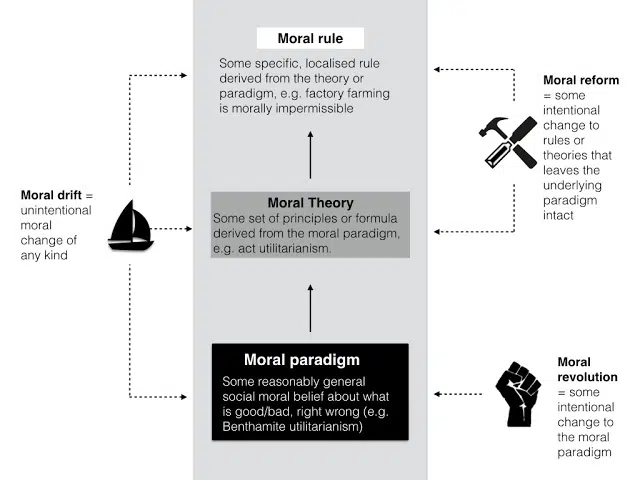 Moral rule
Some specific, localised rule
derived from the theory or
paradigm, e.g. factory farming
is morally impermissible
Moral reform
= some
intentional
change to
rules or
theories that
leaves the
underlying
paradigm
intact
Moral drift =
unintentional
moral
change of
any kind
Moral Theory
Some set of principles or formula
derived from the moral paradigm,
e.g. act utilitarianism.
Moral paradigm
Some reasonably general
social moral belief about what
is good/bad, right wrong (e.g.
Benthamite utilitarianism)
Moral
revolution
= some
intentional
change to
the moral
paradigm